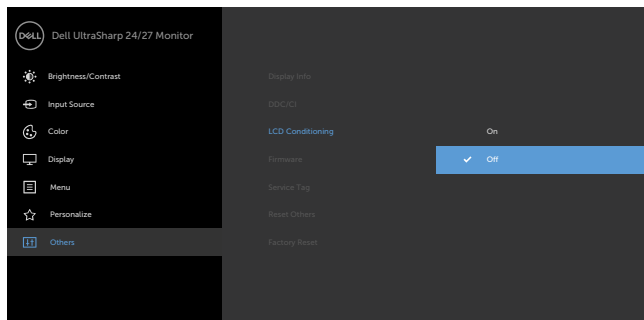 DELL Dell UltraSharp 24/27 Monitor
Brightness/Contrast
Input Source
Color
Display
Menu
Personalize
Others
Display Info
DDC/CI
LCD Conditioning
Firmware
Service Tag
Reset Others
Factory Reset
On
Off